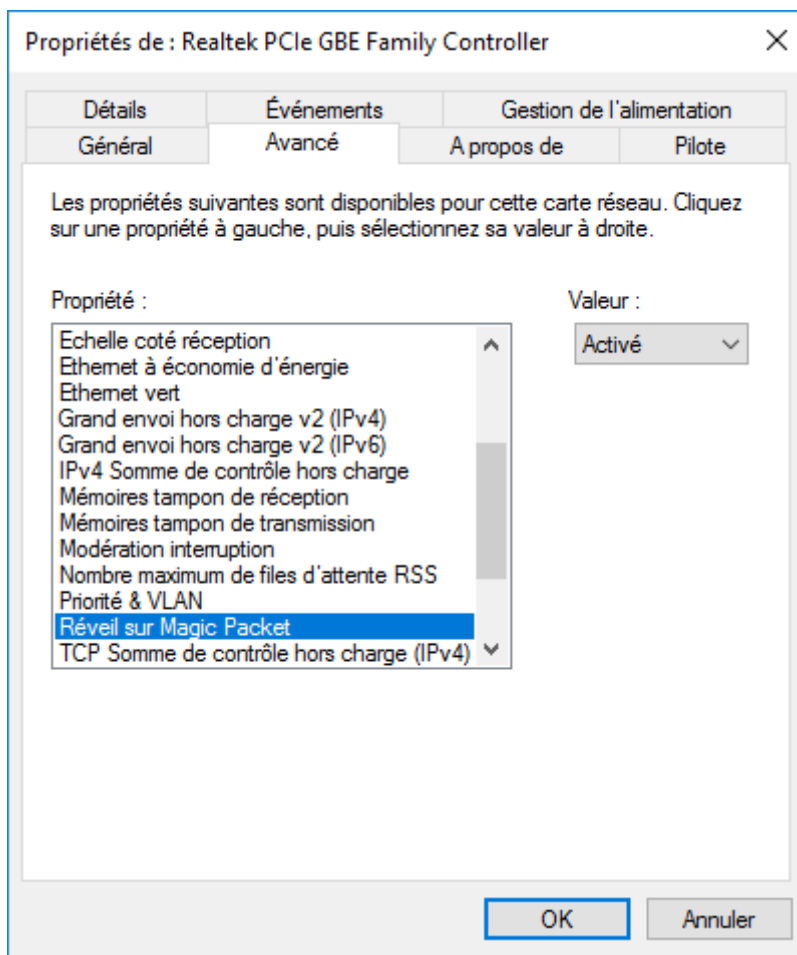 Propriétés de : Realtek PCIe GBE Family Controller
Détails
Événements
Gestion de l'alimentation
Général
Avancé
A propos de
Pilote
Les propriétés suivantes sont disponibles pour cette carte réseau. Cliquez
sur une propriété à gauche, puis sélectionnez sa valeur à droite.
Propriété :
Valeur :
Echelle coté réception
Activé
Ethernet à économie d'énergie
Ethernet vert
Grand envoi hors charge v2 (IPv4)
Grand envoi hors charge v2 (IPv6)
IPv4 Somme de contrôle hors charge
Mémoires tampon de réception
Mémoires tampon de transmission
Modération interruption
Nombre maximum de files d'attente RSS
Priorité & VLAN
Réveil sur Magic Packet
TCP Somme de contrôle hors charge (IPv4)
OK
Annuler